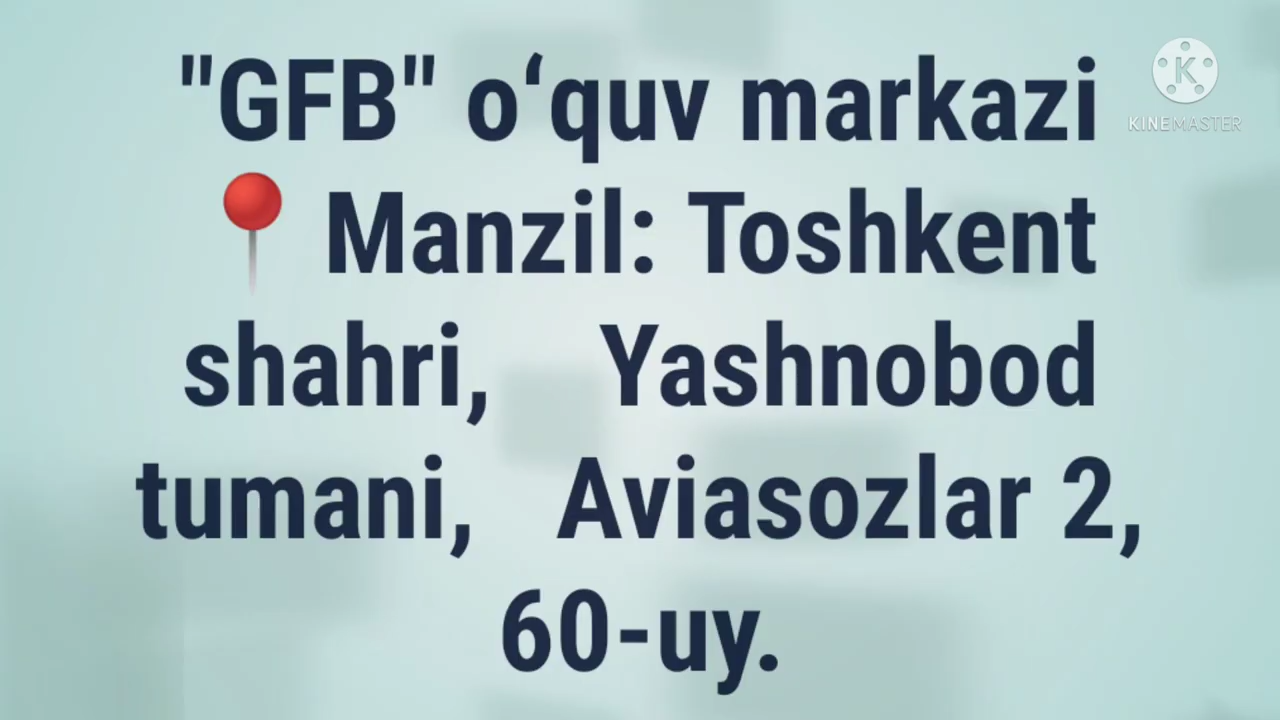 "GFB" o‘quv markazi
📍 Manzil: Toshkent
shahri, Yashnobod
tumani, Aviasozlar 2,
60-uy.
K
KINEMASTER